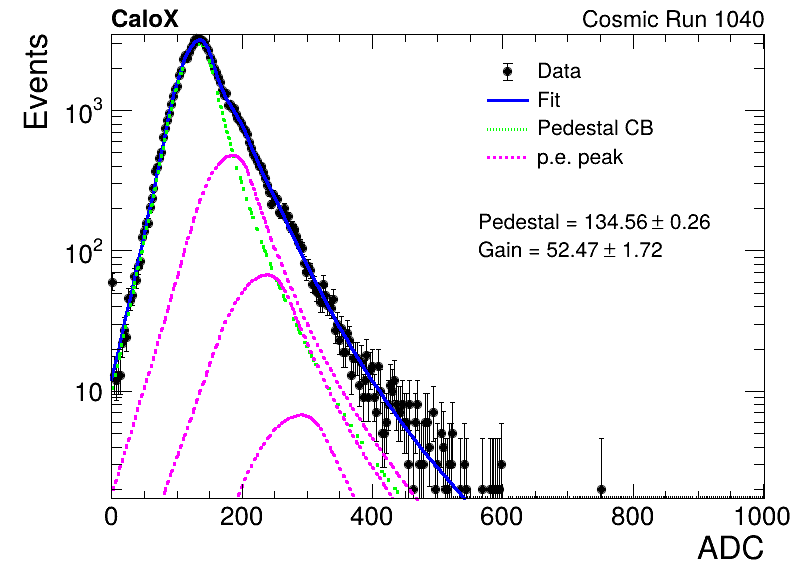 CaloX Cosmic Run 1040
Events
10³
10²
10
Data
Fit
Pedestal CB
p.e. peak
Pedestal = 134.56 ± 0.26
Gain = 52.47 ± 1.72
0 200 400 600 800 1000
ADC